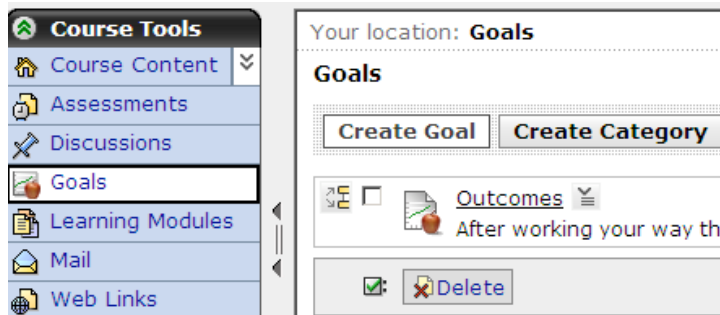 Course Tools
Course Content
Assessments
Discussions
Goals
Learning Modules
Mail
Web Links
Your location: Goals
Goals
Create Goal Create Category
Outcomes
After working your way th
Delete